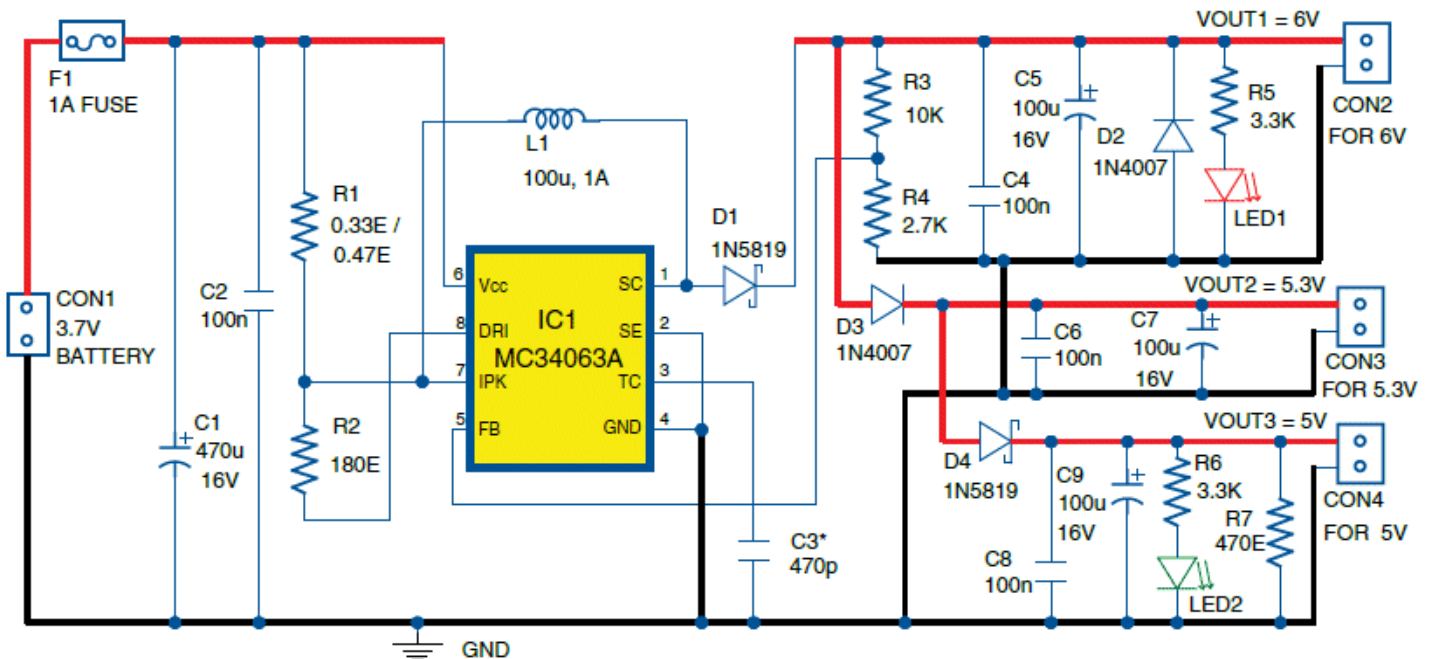 F1
1A FUSE
CON1
3.7V
BATTERY
C1
470u
16V
+
C2
100n
R1
0.33E /
0.47E
R2
180E
L1
100u, 1A
IC1
MC34063A
6
Vcc
8
DRI
7
IPK
5
FB
SC
1
SE
2
TC
3
GND
4
D1
1N5819
C3*
470p
GND
VOUT1 = 6V
R3
10K
R4
2.7K
C4
100n
C5
100u
16V
+
D2
1N4007
R5
3.3K
LED1
CON2
FOR 6V
D3
1N4007
VOUT2 = 5.3V
C6
100n
C7
100u
16V
+
CON3
FOR 5.3V
D4
1N5819
VOUT3 = 5V
C8
100n
C9
100u
16V
+
R6
3.3K
LED2
R7
470E
CON4
FOR 5V